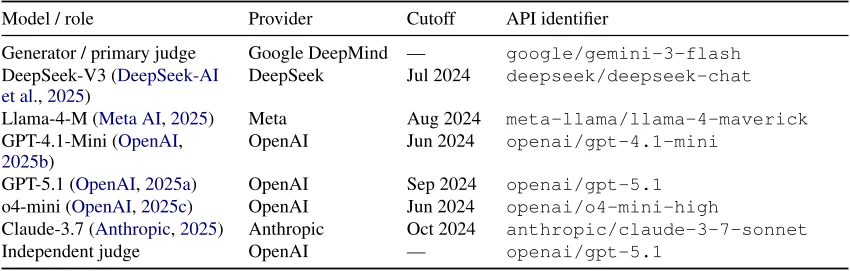 Model / role Provider Cutoff API identifier
Generator / primary judge Google DeepMind — google/gemini-3-flash
DeepSeek-V3 (DeepSeek-AI DeepSeek Jul 2024 deepseek/deepseek-chat
et al., 2025)
Llama-4-M (Meta AI, 2025) Meta Aug 2024 meta-llama/llama-4-maverick
GPT-4.1-Mini (OpenAI, OpenAI Jun 2024 openai/gpt-4.1-mini
2025b)
GPT-5.1 (OpenAI, 2025a) OpenAI Sep 2024 openai/gpt-5.1
o4-mini (OpenAI, 2025c) OpenAI Jun 2024 openai/o4-mini-high
Claude-3.7 (Anthropic, 2025) Anthropic Oct 2024 anthropic/claude-3-7-sonnet
Independent judge OpenAI — openai/gpt-5.1